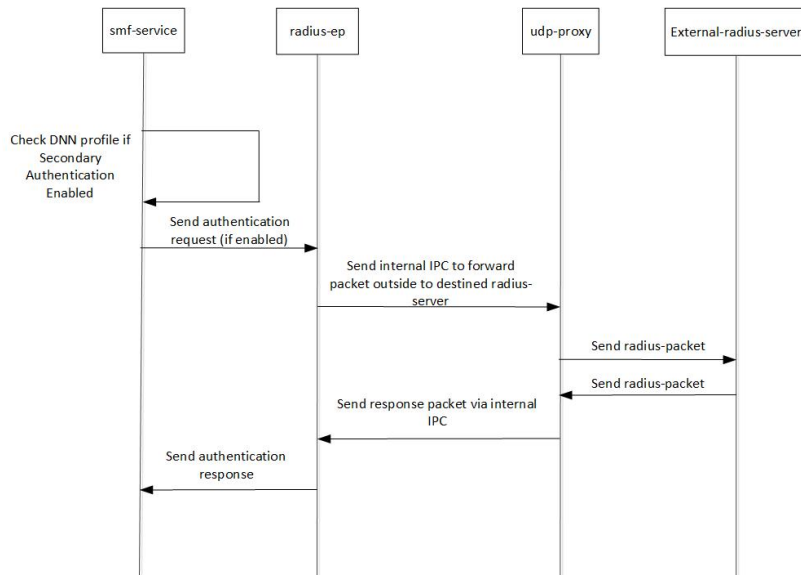 smf-service
radius-ep
udp-proxy
External-radius-server
Check DNN profile if
Secondary
Authentication
Enabled
Send authentication
request (if enabled)
Send internal IPC to forward
packet outside to destined radius-
server
Send radius-packet
Send radius-packet
Send response packet via internal
IPC
Send authentication
response